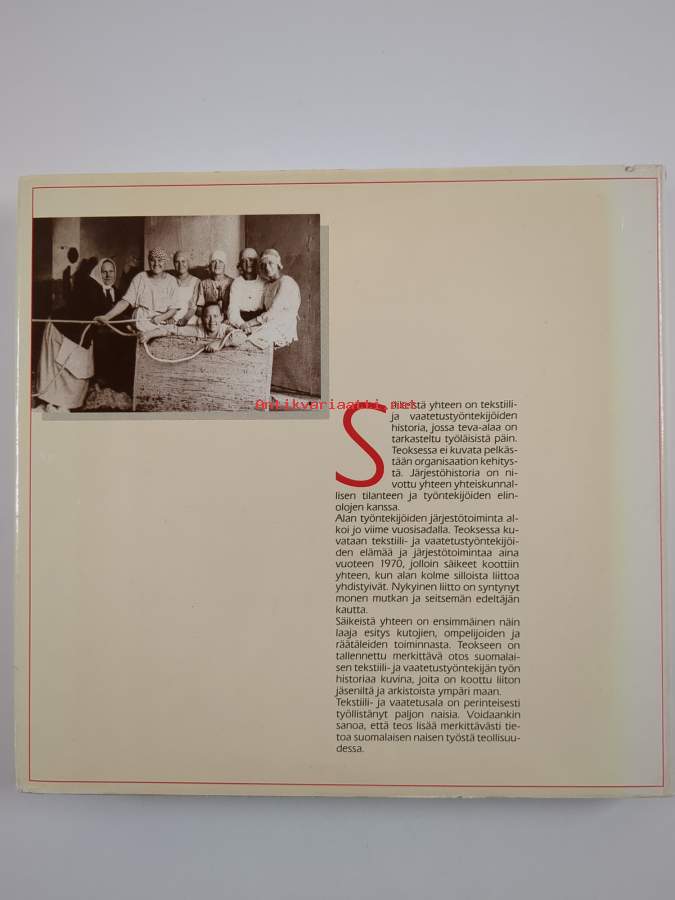 Antikvariaatti.net
Säikeistä yhteen on tekstiili-
ja vaatetustyöntekijöiden
historia, jossa teva-alaa on
tarkasteltu työläisistä päin.
Teoksessa ei kuvata pelkäs-
tään organisaation kehitys-
tä. Järjestöhistoria on ni-
vottu yhteen yhteiskunnal-
lisen tilanteen ja työntekijöiden elin-
olojen kanssa.
Alan työntekijöiden järjestötoiminta al-
koi jo viime vuosisadalla. Teoksessa ku-
vataan tekstiili- ja vaatetustyöntekijöi-
den elämää ja järjestötoimintaa aina
vuoteen 1970, jolloin säikeet koottiin
yhteen, kun alan kolme silloista liittoa
yhdistyivät. Nykyinen liitto on syntynyt
monen mutkan ja seitsemän edeltäjän
kautta.
Säikeistä yhteen on ensimmäinen näin
laaja esitys kutojien, ompelijoiden ja
räätäleiden toiminnasta. Teokseen on
tallennettu merkittävä otos suomalai-
sen tekstiili- ja vaatetustyöntekijän työn
historiaa kuvina, joita on koottu liiton
jäseniltä ja arkistoista ympäri maan.
Tekstiili- ja vaatetusala on perinteisesti
työllistänyt paljon naisia. Voidaankin
sanoa, että teos lisää merkittävästi tie-
toa suomalaisen naisen työstä teollisuu-
dessa.